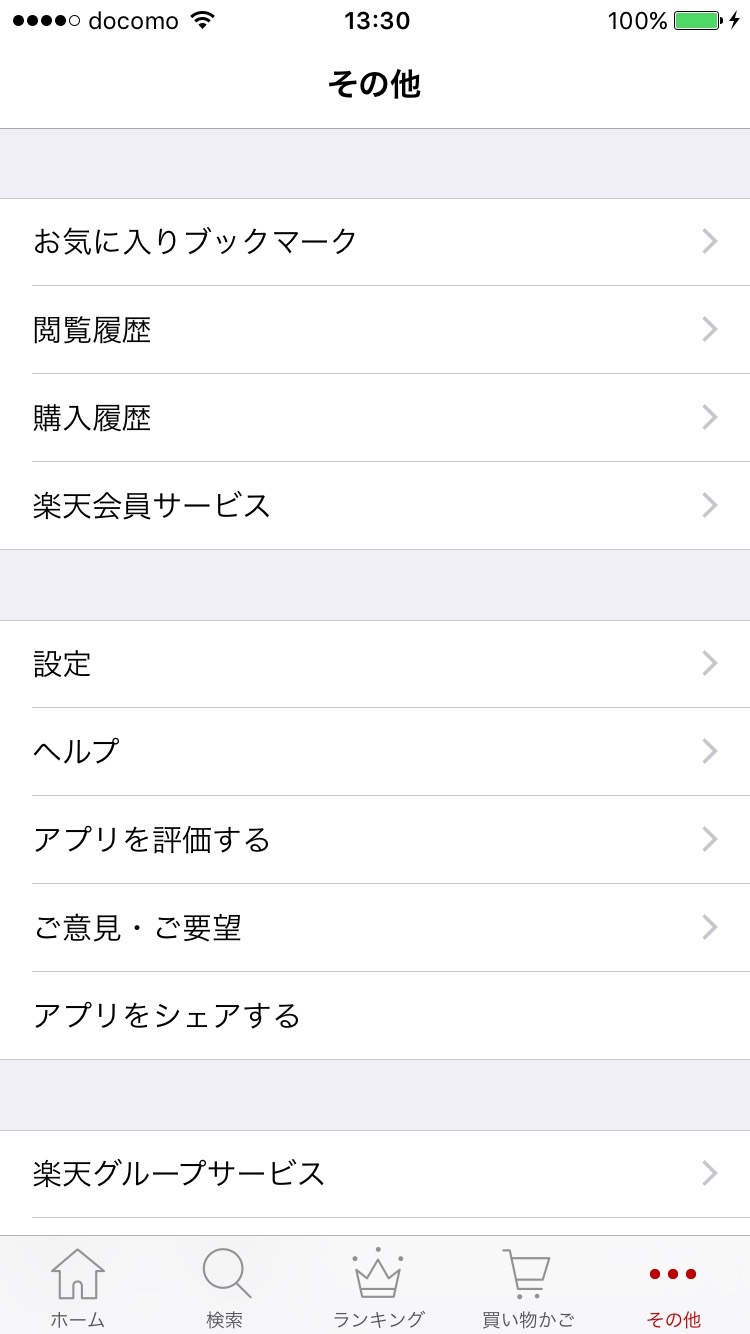 docomo 13:30 100%
その他
お気に入りブックマーク
閲覧履歴
購入履歴
楽天会員サービス
設定
ヘルプ
アプリを評価する
ご意見・ご要望
アプリをシェアする
楽天グループサービス
ホーム 検索 ランキング 買い物かご その他